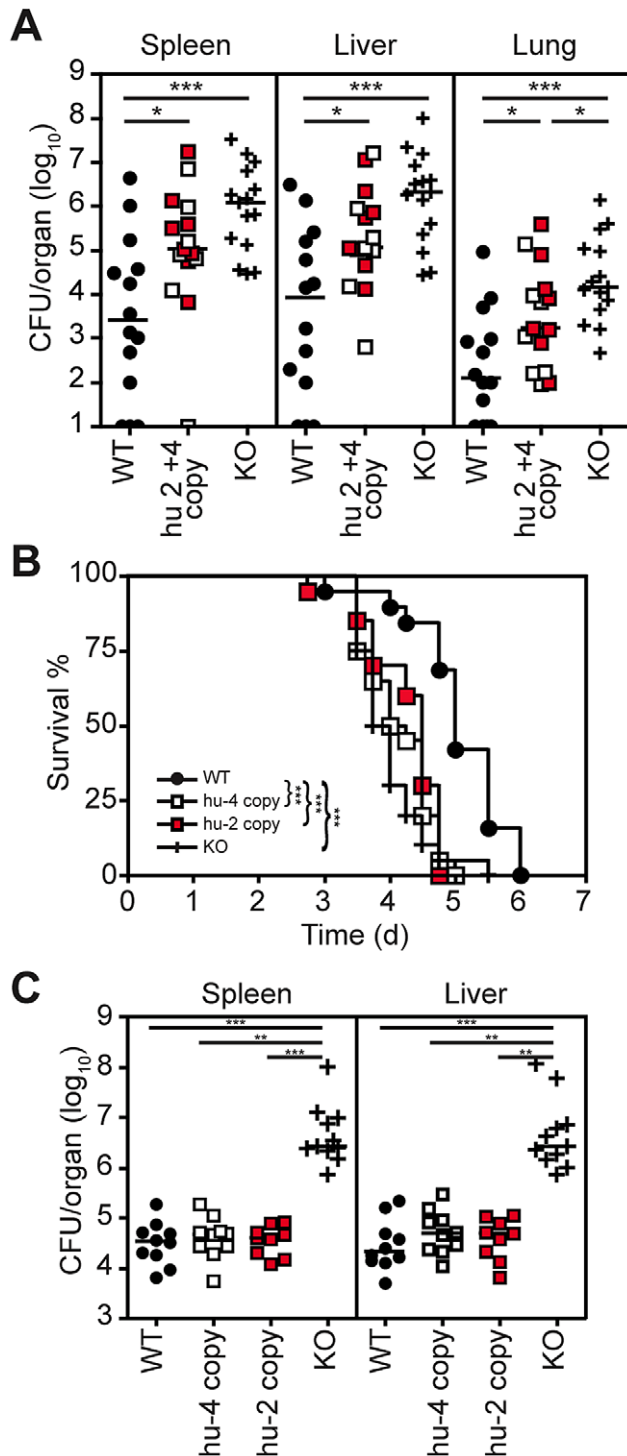 A
Spleen Liver Lung
*** *** ***
* * * *
CFU/organ (log10)
9
8
7
6
5
4
3
2
1
WT hu 2 +4 copy KO WT hu 2 +4 copy KO WT hu 2 +4 copy KO
B
Survival %
100
75
50
25
0
WT
hu-4 copy
hu-2 copy
KO
*** *** ***
0 1 2 3 4 5 6 7
Time (d)
C
Spleen Liver
*** ***
** **
*** **
CFU/organ (log10)
9
8
7
6
5
4
3
WT hu-4 copy hu-2 copy KO WT hu-4 copy hu-2 copy KO